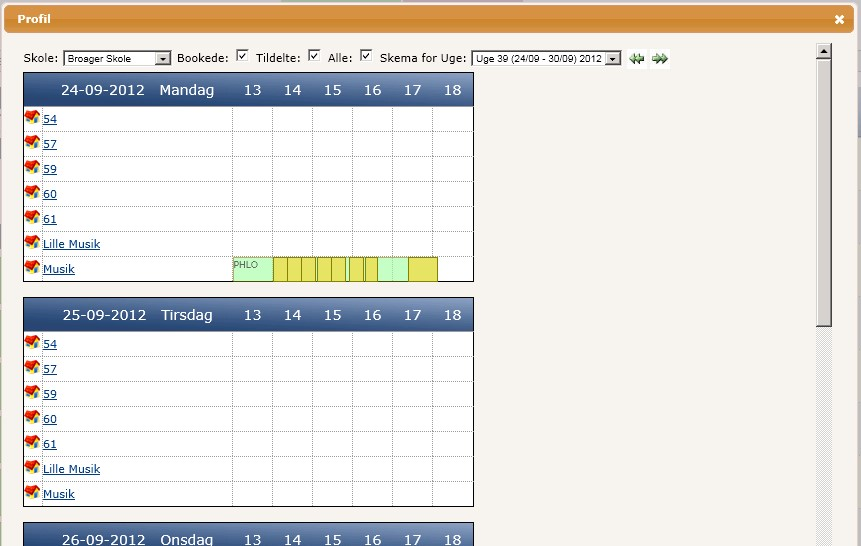 Profil
Skole: Broager Skole Bookede: Tildelte: Alle: Skema for Uge: Uge 39 (24/09 - 30/09) 2012
24-09-2012 Mandag 13 14 15 16 17 18
54
57
59
60
61
Lille Musik
Musik PHLO
25-09-2012 Tirsdag 13 14 15 16 17 18
54
57
59
60
61
Lille Musik
Musik
26-09-2012 Onsdag 13 14 15 16 17 18